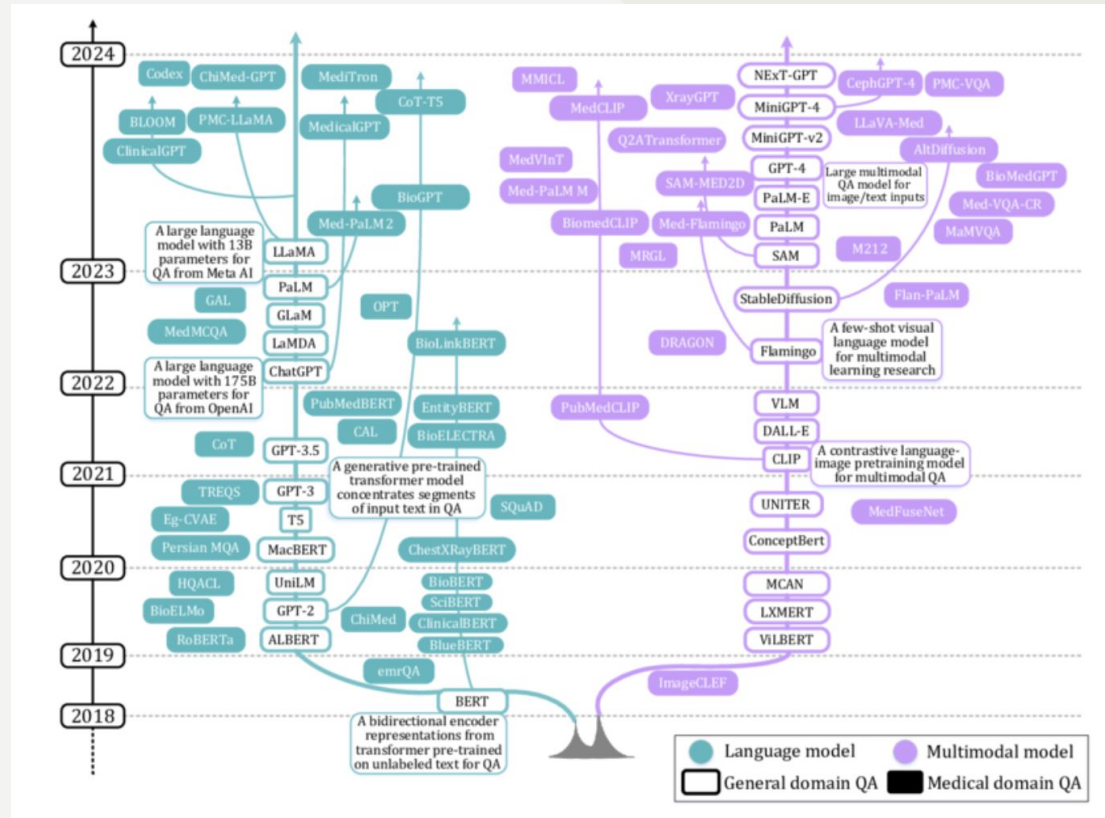 2024
Codex
ChiMed-GPT
MediTron
CoT-T5
BLOOM
PMC-LLaMA
MedicalGPT
ClinicalGPT
BioGPT
Med-PaLM 2
A large language
model with 13B
parameters for
QA from Meta AI
LLaMA
2023
PaLM
GAL
GLaM
OPT
MedMCQA
LaMDA
BioLinkBERT
A large language
model with 175B
parameters for
QA from OpenAI
ChatGPT
2022
PubMedBERT
EntityBERT
CAL
BioELECTRA
CoT
GPT-3.5
2021
A generative pre-trained
transformer model
concentrates segments
of input text in QA
TREQS
GPT-3
SQuAD
Eg-CVAE
T5
Persian MQA
MacBERT
ChestXRayBERT
2020
HQACL
UniLM
BioBERT
SciBERT
BioELMo
GPT-2
ChiMed
ClinicalBERT
RoBERTa
ALBERT
BlueBERT
2019
emrQA
BERT
2018
A bidirectional encoder
representations from
transformer pre-trained
on unlabeled text for QA
MMICL
MedCLIP
XrayGPT
NExT-GPT
CephGPT-4
PMC-VQA
MiniGPT-4
LLaVA-Med
Q2ATransformer
MiniGPT-v2
AltDiffusion
MedVInT
GPT-4
Large multimodal
QA model for
image/text inputs
BioMedGPT
Med-PaLM M
SAM-MED2D
PaLM-E
Med-VQA-CR
BiomedCLIP
Med-Flamingo
PaLM
MaMVQA
MRGL
SAM
M212
StableDiffusion
Flan-PaLM
DRAGON
Flamingo
A few-shot visual
language model
for multimodal
learning research
PubMedCLIP
VLM
DALL-E
CLIP
A contrastive language-
image pretraining model
for multimodal QA
UNITER
MedFuseNet
ConceptBert
MCAN
LXMERT
ViLBERT
ImageCLEF
Language model
Multimodal model
General domain QA
Medical domain QA